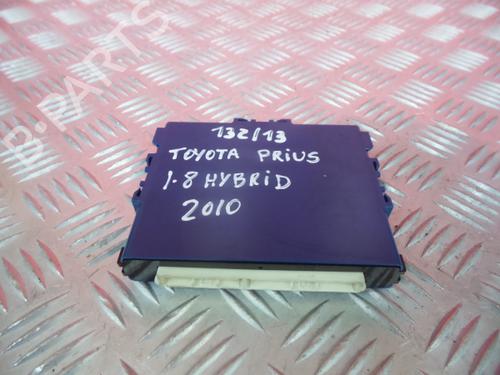 B-PARTS
132/13
TOYOTA PRIUS
1.8 HYBRID
2010